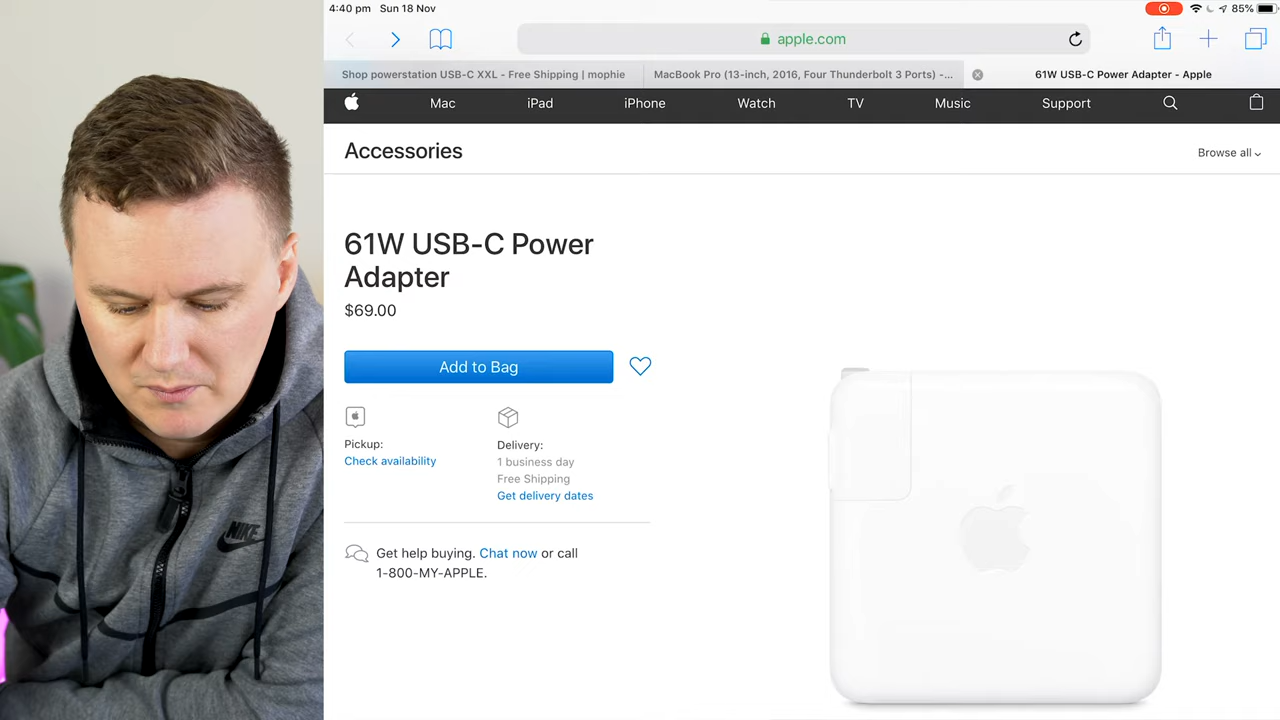 4:40 pm Sun 18 Nov
85%
apple.com
Shop powerstation USB-C XXL - Free Shipping | mophie
MacBook Pro (13-inch, 2016, Four Thunderbolt 3 Ports) -...
61W USB-C Power Adapter - Apple
Mac iPad iPhone Watch TV Music Support
Accessories
Browse all
61W USB-C Power
Adapter
$69.00
Add to Bag
Pickup:
Check availability
Delivery:
1 business day
Free Shipping
Get delivery dates
Get help buying. Chat now or call
1-800-MY-APPLE.
NIKE